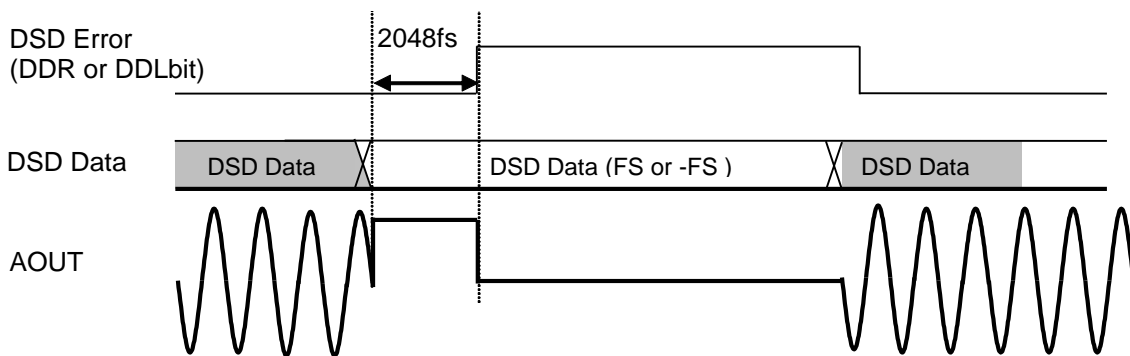 DSD Error
(DDR or DDLbit)
2048fs
DSD Data
DSD Data
DSD Data (FS or -FS )
DSD Data
AOUT